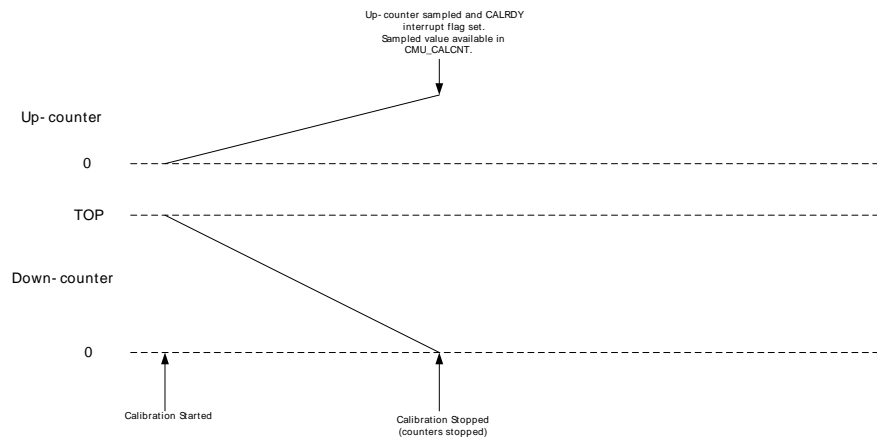 Up-counter sampled and CALRDY
interrupt flag set.
Sampled value available in
CMU_CALCNT.
Up-counter
0
TOP
Down-counter
0
Calibration Started
Calibration Stopped
(counters stopped)